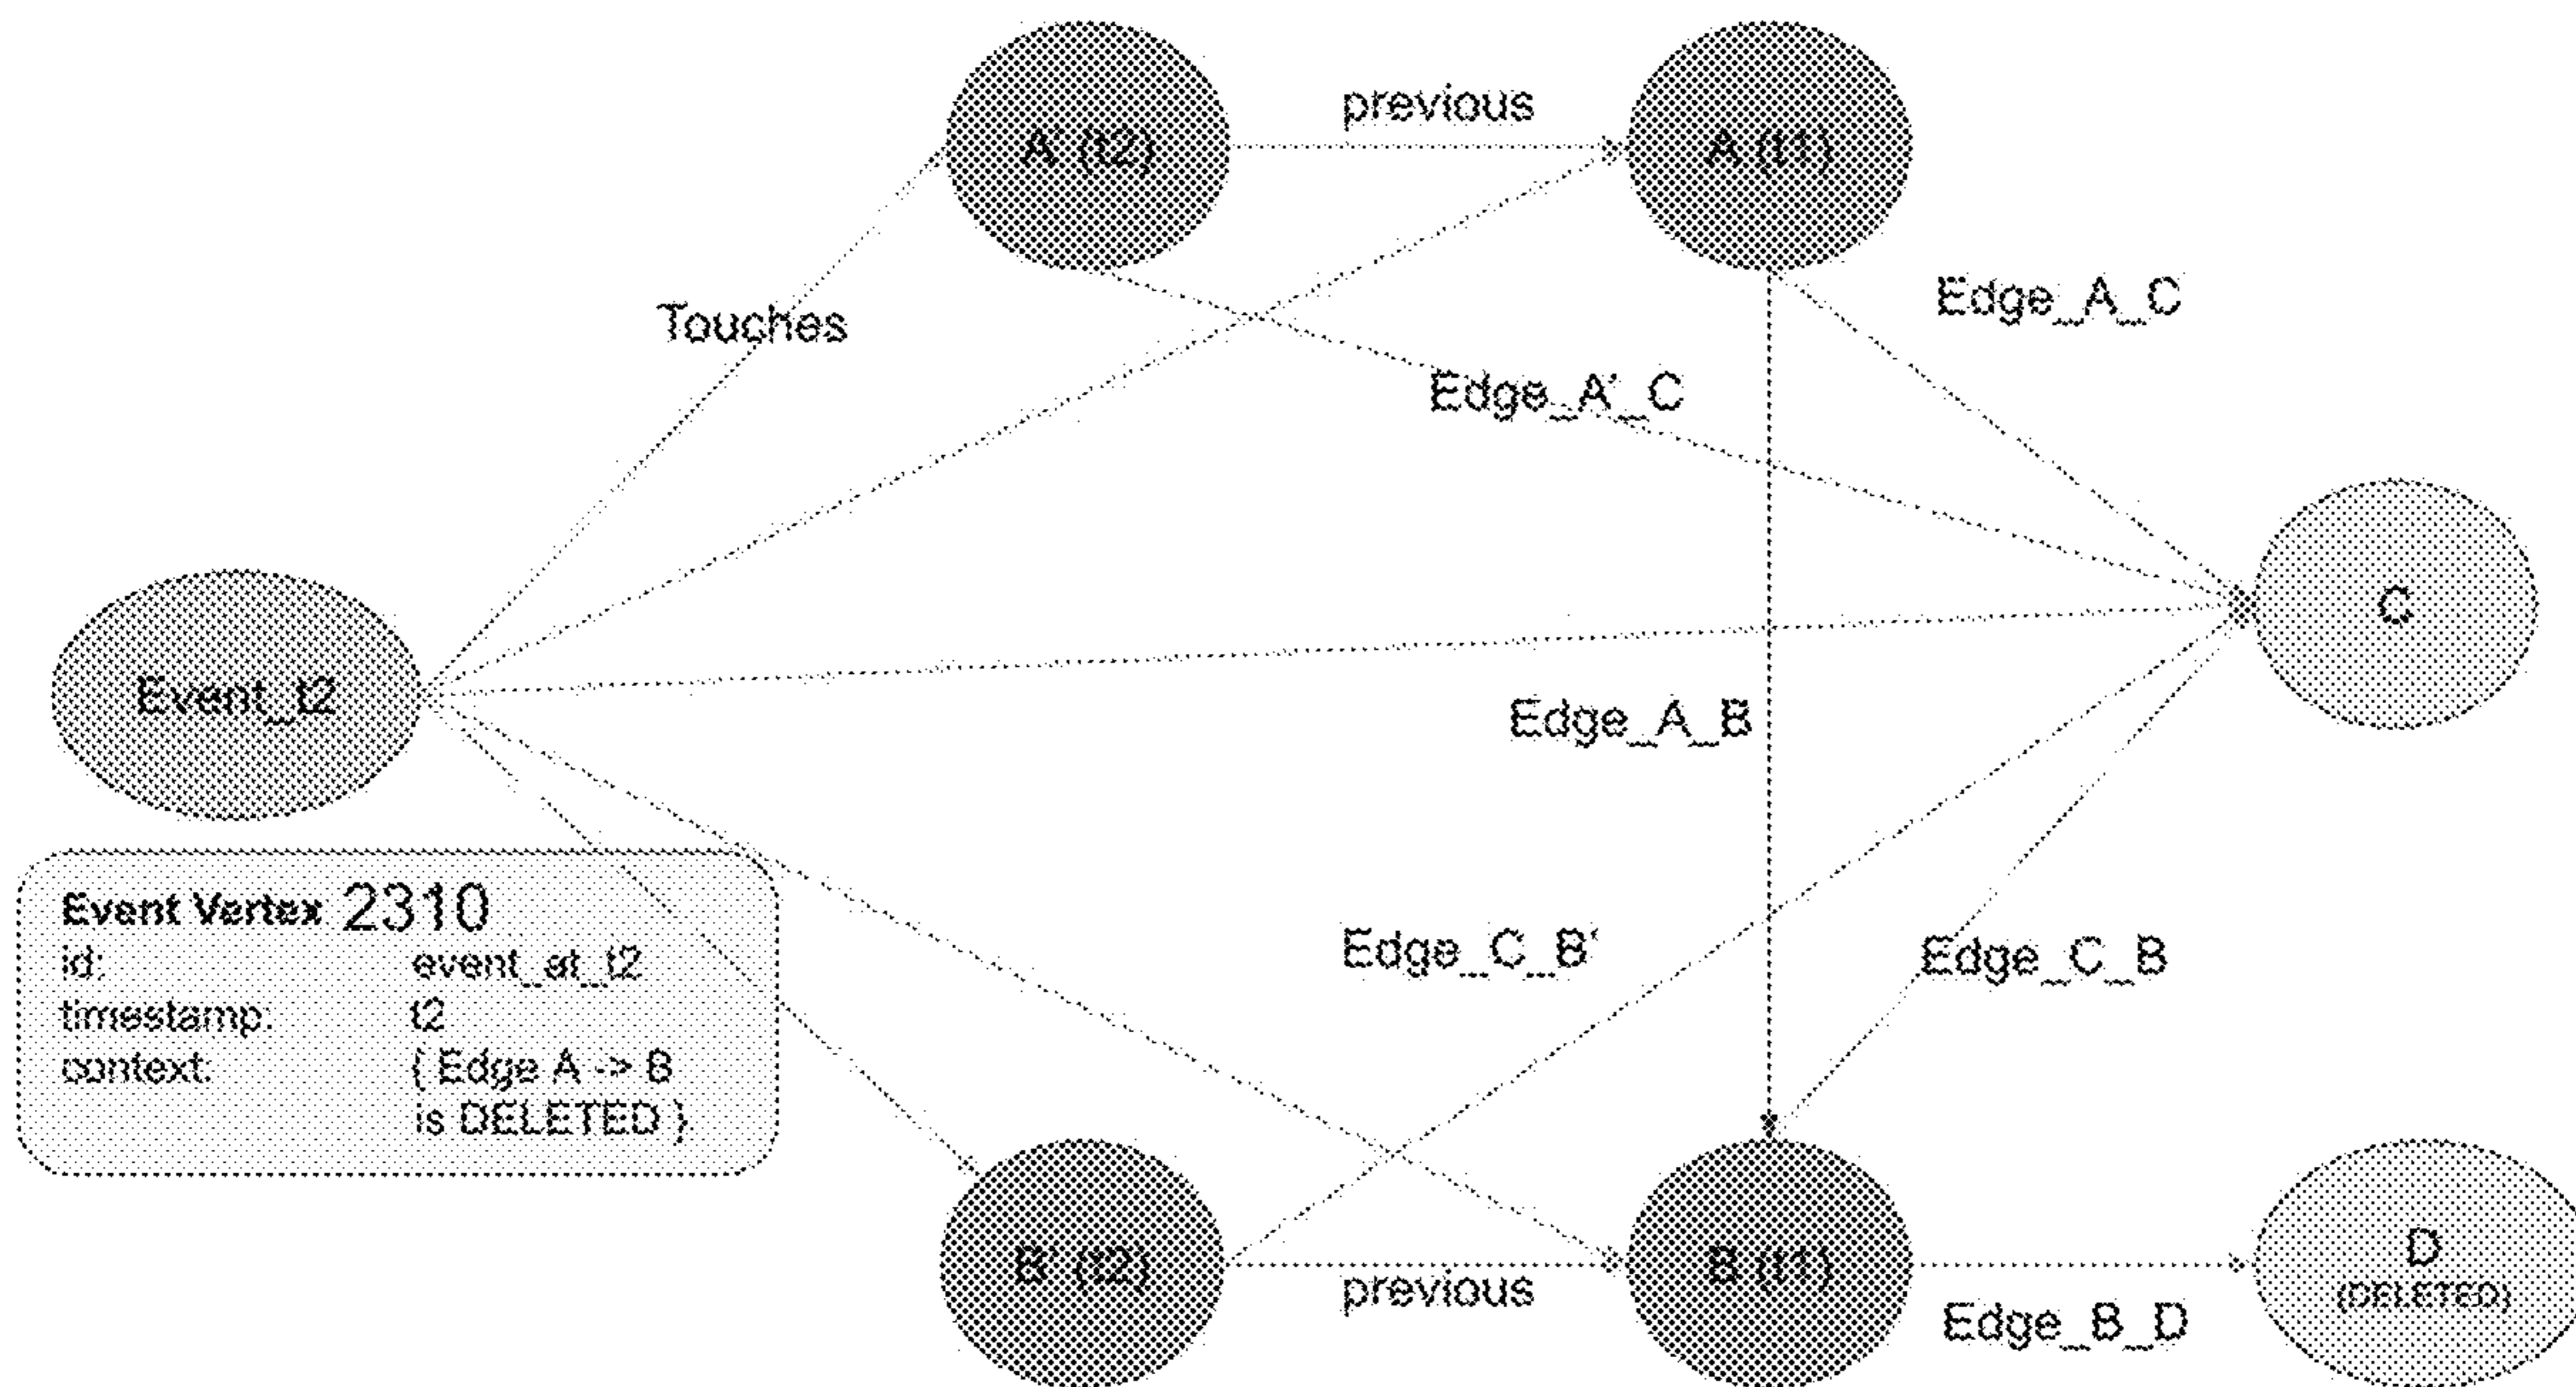 previous
A' (t2)
A (t1)
Edge_A_C
Touches
Edge_A'_C
C
Event_t2
Edge_A_B
Event Vertex 2310
id: event_at_t2
timestamp: t2
context: { Edge A -> B
is DELETED }
Edge_C_B'
Edge_C_B
B' (t2)
previous
B (t1)
D
(DELETED)
Edge_B_D